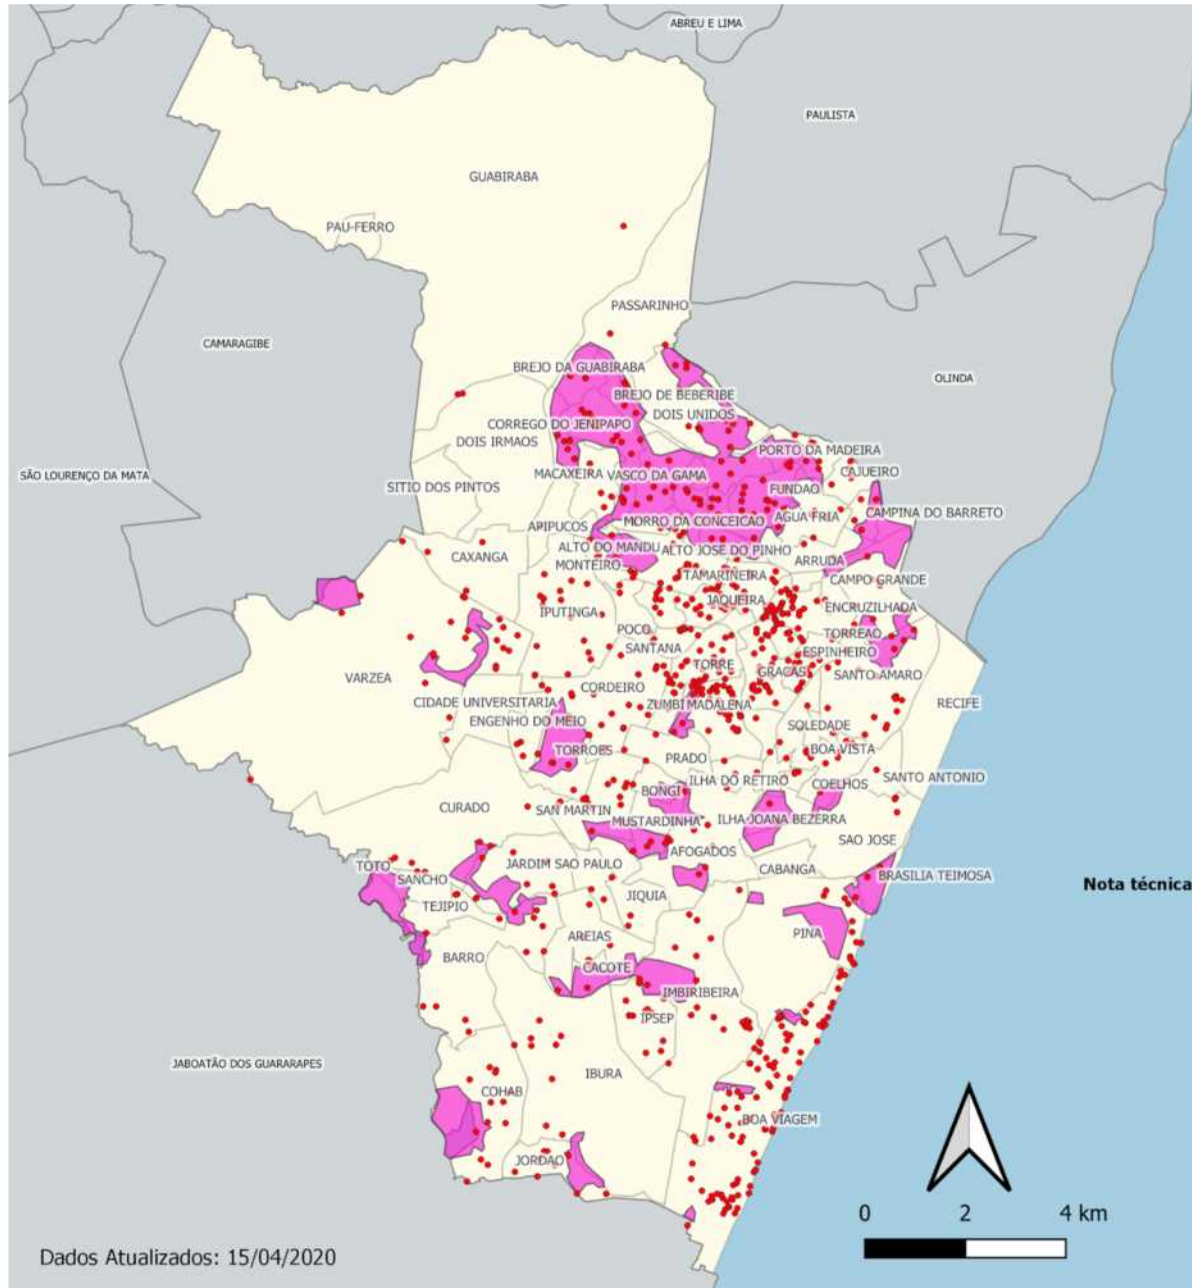 ABREU E LIMA
PAULISTA
GUABIRABA
PAU-FERRO
PASSARINHO
CAMARAGIBE
BREJO DA GUABIRABA
OLINDA
BREJO DE BEBERIBE
DOIS UNIDOS
CORREGO DO JENIPAPO
DOIS IRMAOS
PORTO DA MADEIRA
CAJUEIRO
SÃO LOURENÇO DA MATA
MACAXEIRA
VASCO DA GAMA
SITIO DOS PINTOS
FUNDAO
CAMPINA DO BARRETO
AGUA FRIA
MORRO DA CONCEICAO
APIPUCOS
ALTO DO MANDU
ALTO JOSE DO PINHO
CAXANGA
MONTEIRO
ARRUDA
TAMARINEIRA
CAMPO GRANDE
JAQUEIRA
ENCRUZILHADA
IPUTINGA
POCO
TORREAO
SANTANA
ESPINHEIRO
TORRE
GRACAS
SANTO AMARO
VARZEA
CORDEIRO
CIDADE UNIVERSITARIA
ZUMBI
MADALENA
RECIFE
ENGENHO DO MEIO
SOLEDADE
TORROES
BOA VISTA
PRADO
ILHA DO RETIRO
SANTO ANTONIO
COELHOS
BONGI
CURADO
SAN MARTIN
MUSTARDINHA
ILHA JOANA BEZERRA
SAO JOSE
AFOGADOS
TOTO
JARDIM SAO PAULO
CABANGA
SANCHO
BRASILIA TEIMOSA
Nota técnica
JIQUIA
TEJIPIO
PINA
AREIAS
BARRO
CACOTE
IMBIRIBEIRA
IPSEP
JABOATÃO DOS GUARARAPES
IBURA
COHAB
BOA VIAGEM
JORDAO
0 2 4 km
Dados Atualizados: 15/04/2020